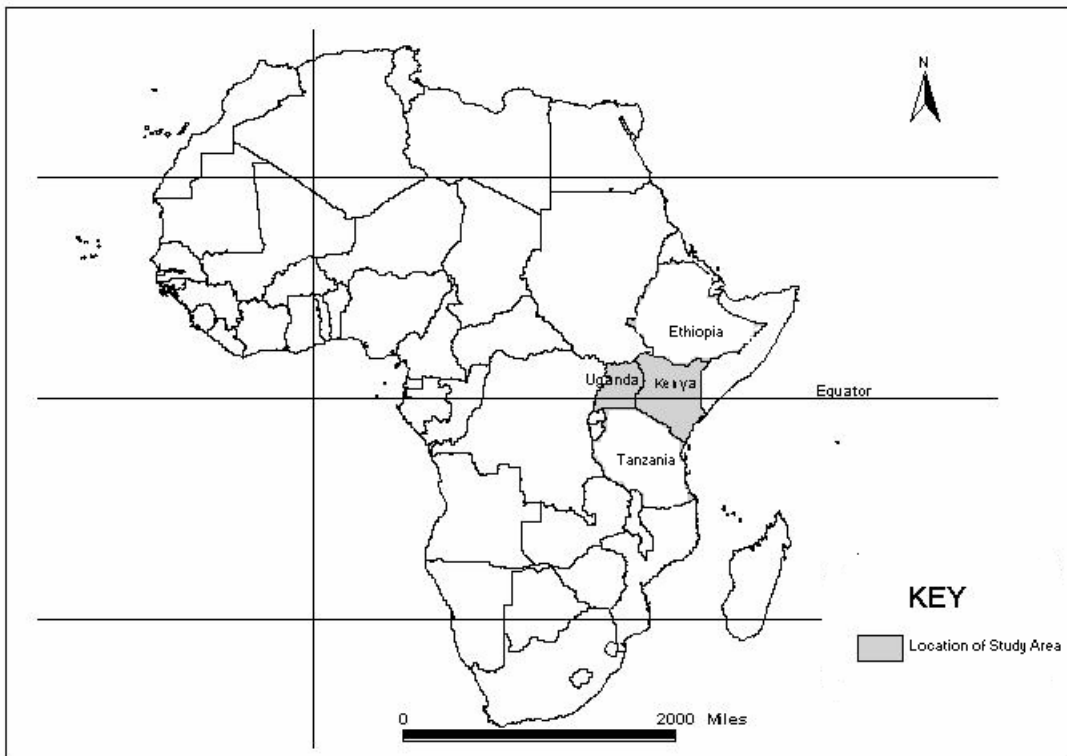 N
Ethiopia
Uganda
Kenya
Equator
Tanzania
KEY
Location of Study Area
0 2000 Miles